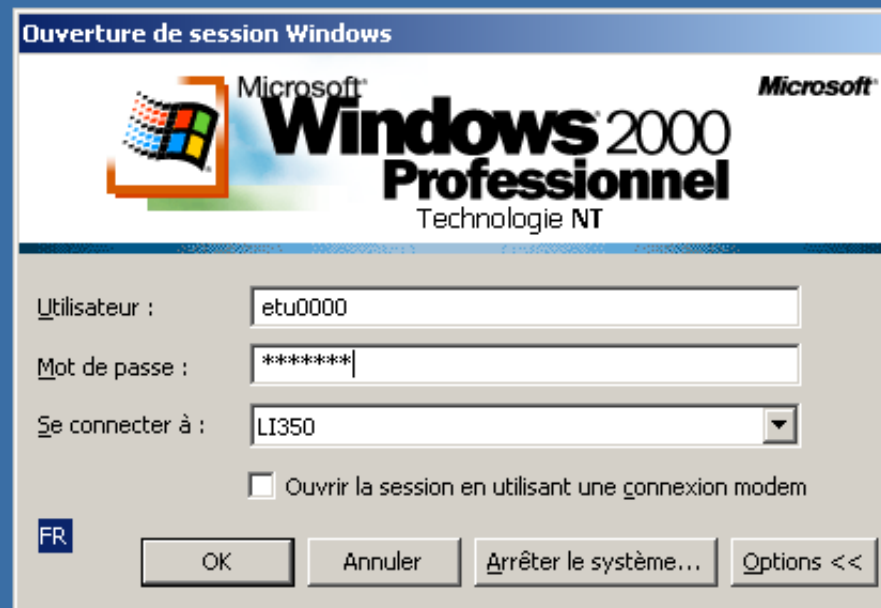 Ouverture de session Windows
Microsoft
Microsoft
Windows 2000
Professionnel
Technologie NT
Utilisateur :
etu0000
Mot de passe :
*******
Se connecter à :
LI350
Ouvrir la session en utilisant une connexion modem
FR
OK
Annuler
Arrêter le système...
Options <<